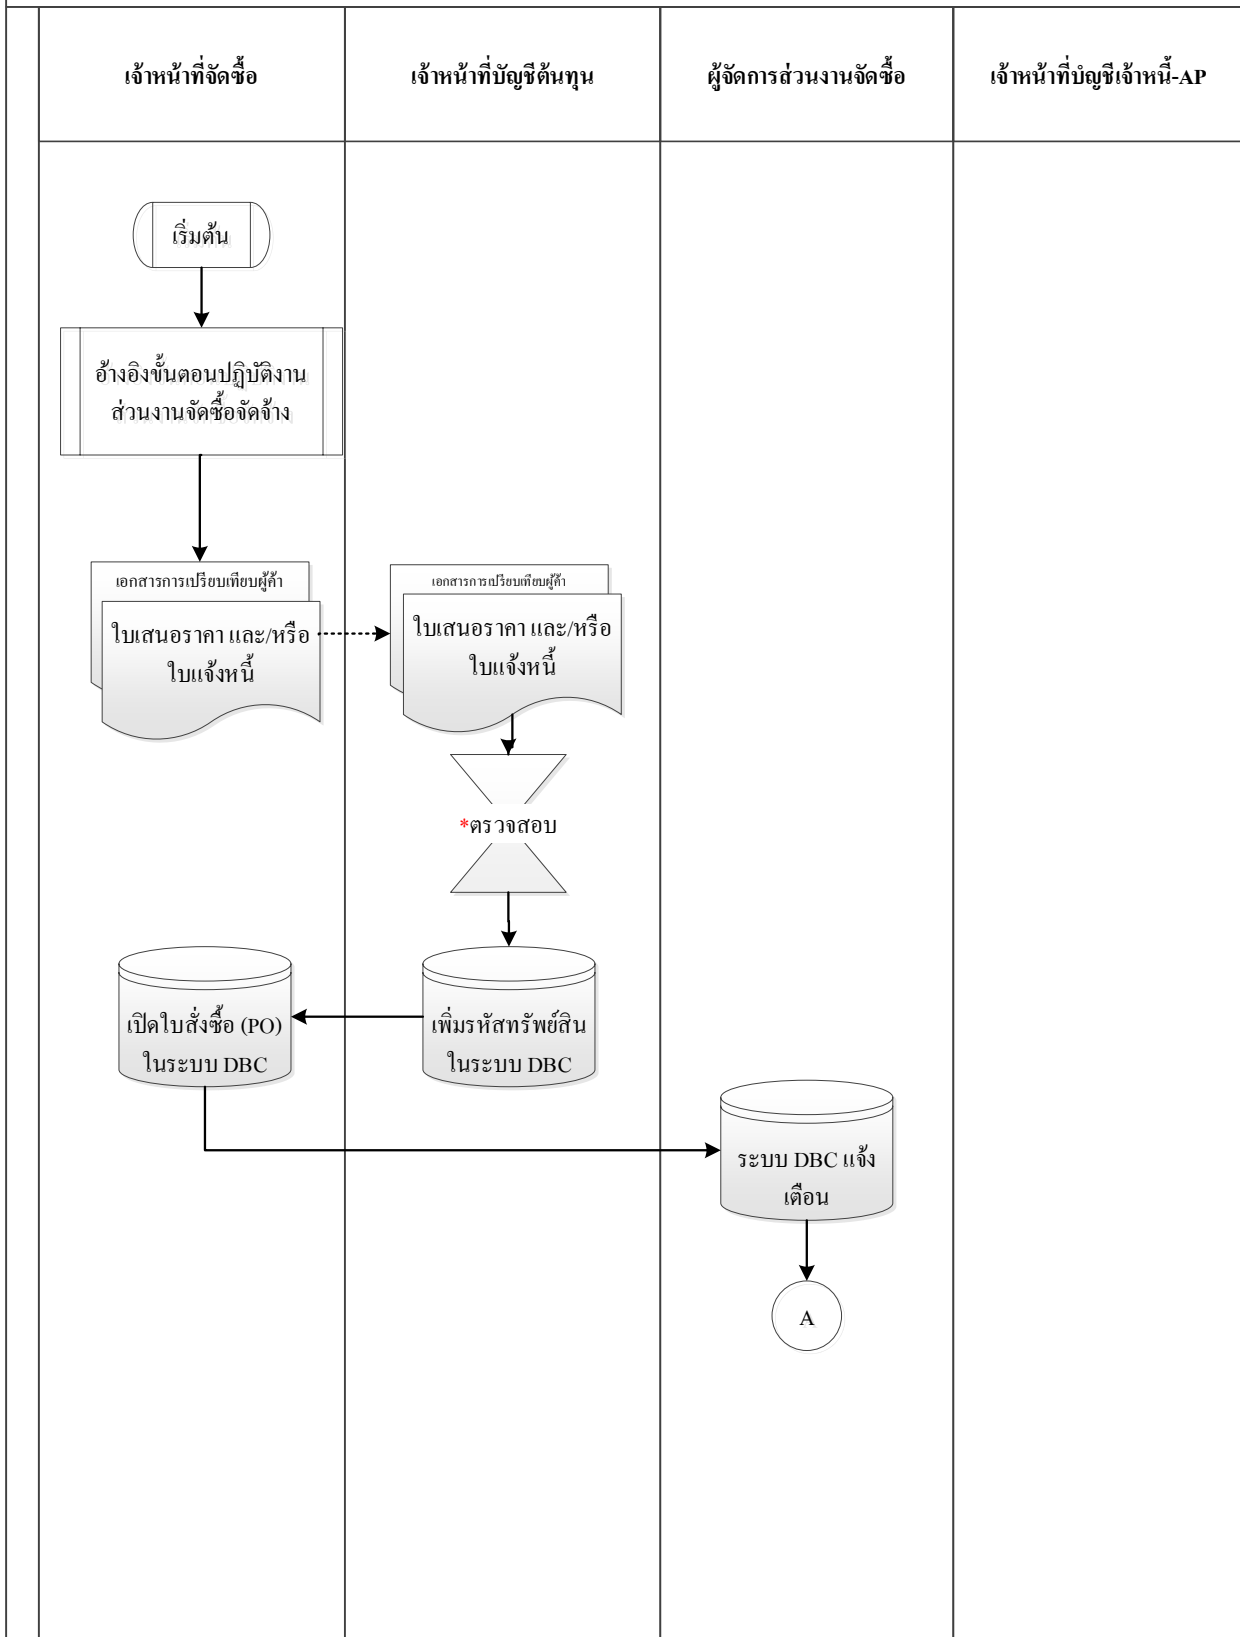 เจ้าหน้าที่จัดซื้อ
เจ้าหน้าที่บัญชีต้นทุน
ผู้จัดการส่วนงานจัดซื้อ
เจ้าหน้าที่บํญชีเจ้าหนี้-AP
เริ่มต้น
อ้างอิงขั้นตอนปฏิบัติงาน
ส่วนงานจัดซื้อจัดจ้าง
เอกสารการเปรียบเทียบผู้ค้า
ใบเสนอราคา และ/หรือ
ใบแจ้งหนี้
เอกสารการเปรียบเทียบผู้ค้า
ใบเสนอราคา และ/หรือ
ใบแจ้งหนี้
*ตรวจสอบ
เปิดใบสั่งซื้อ (PO)
ในระบบ DBC
เพิ่มรหัสทรัพย์สิน
ในระบบ DBC
ระบบ DBC แจ้ง
เตือน
A